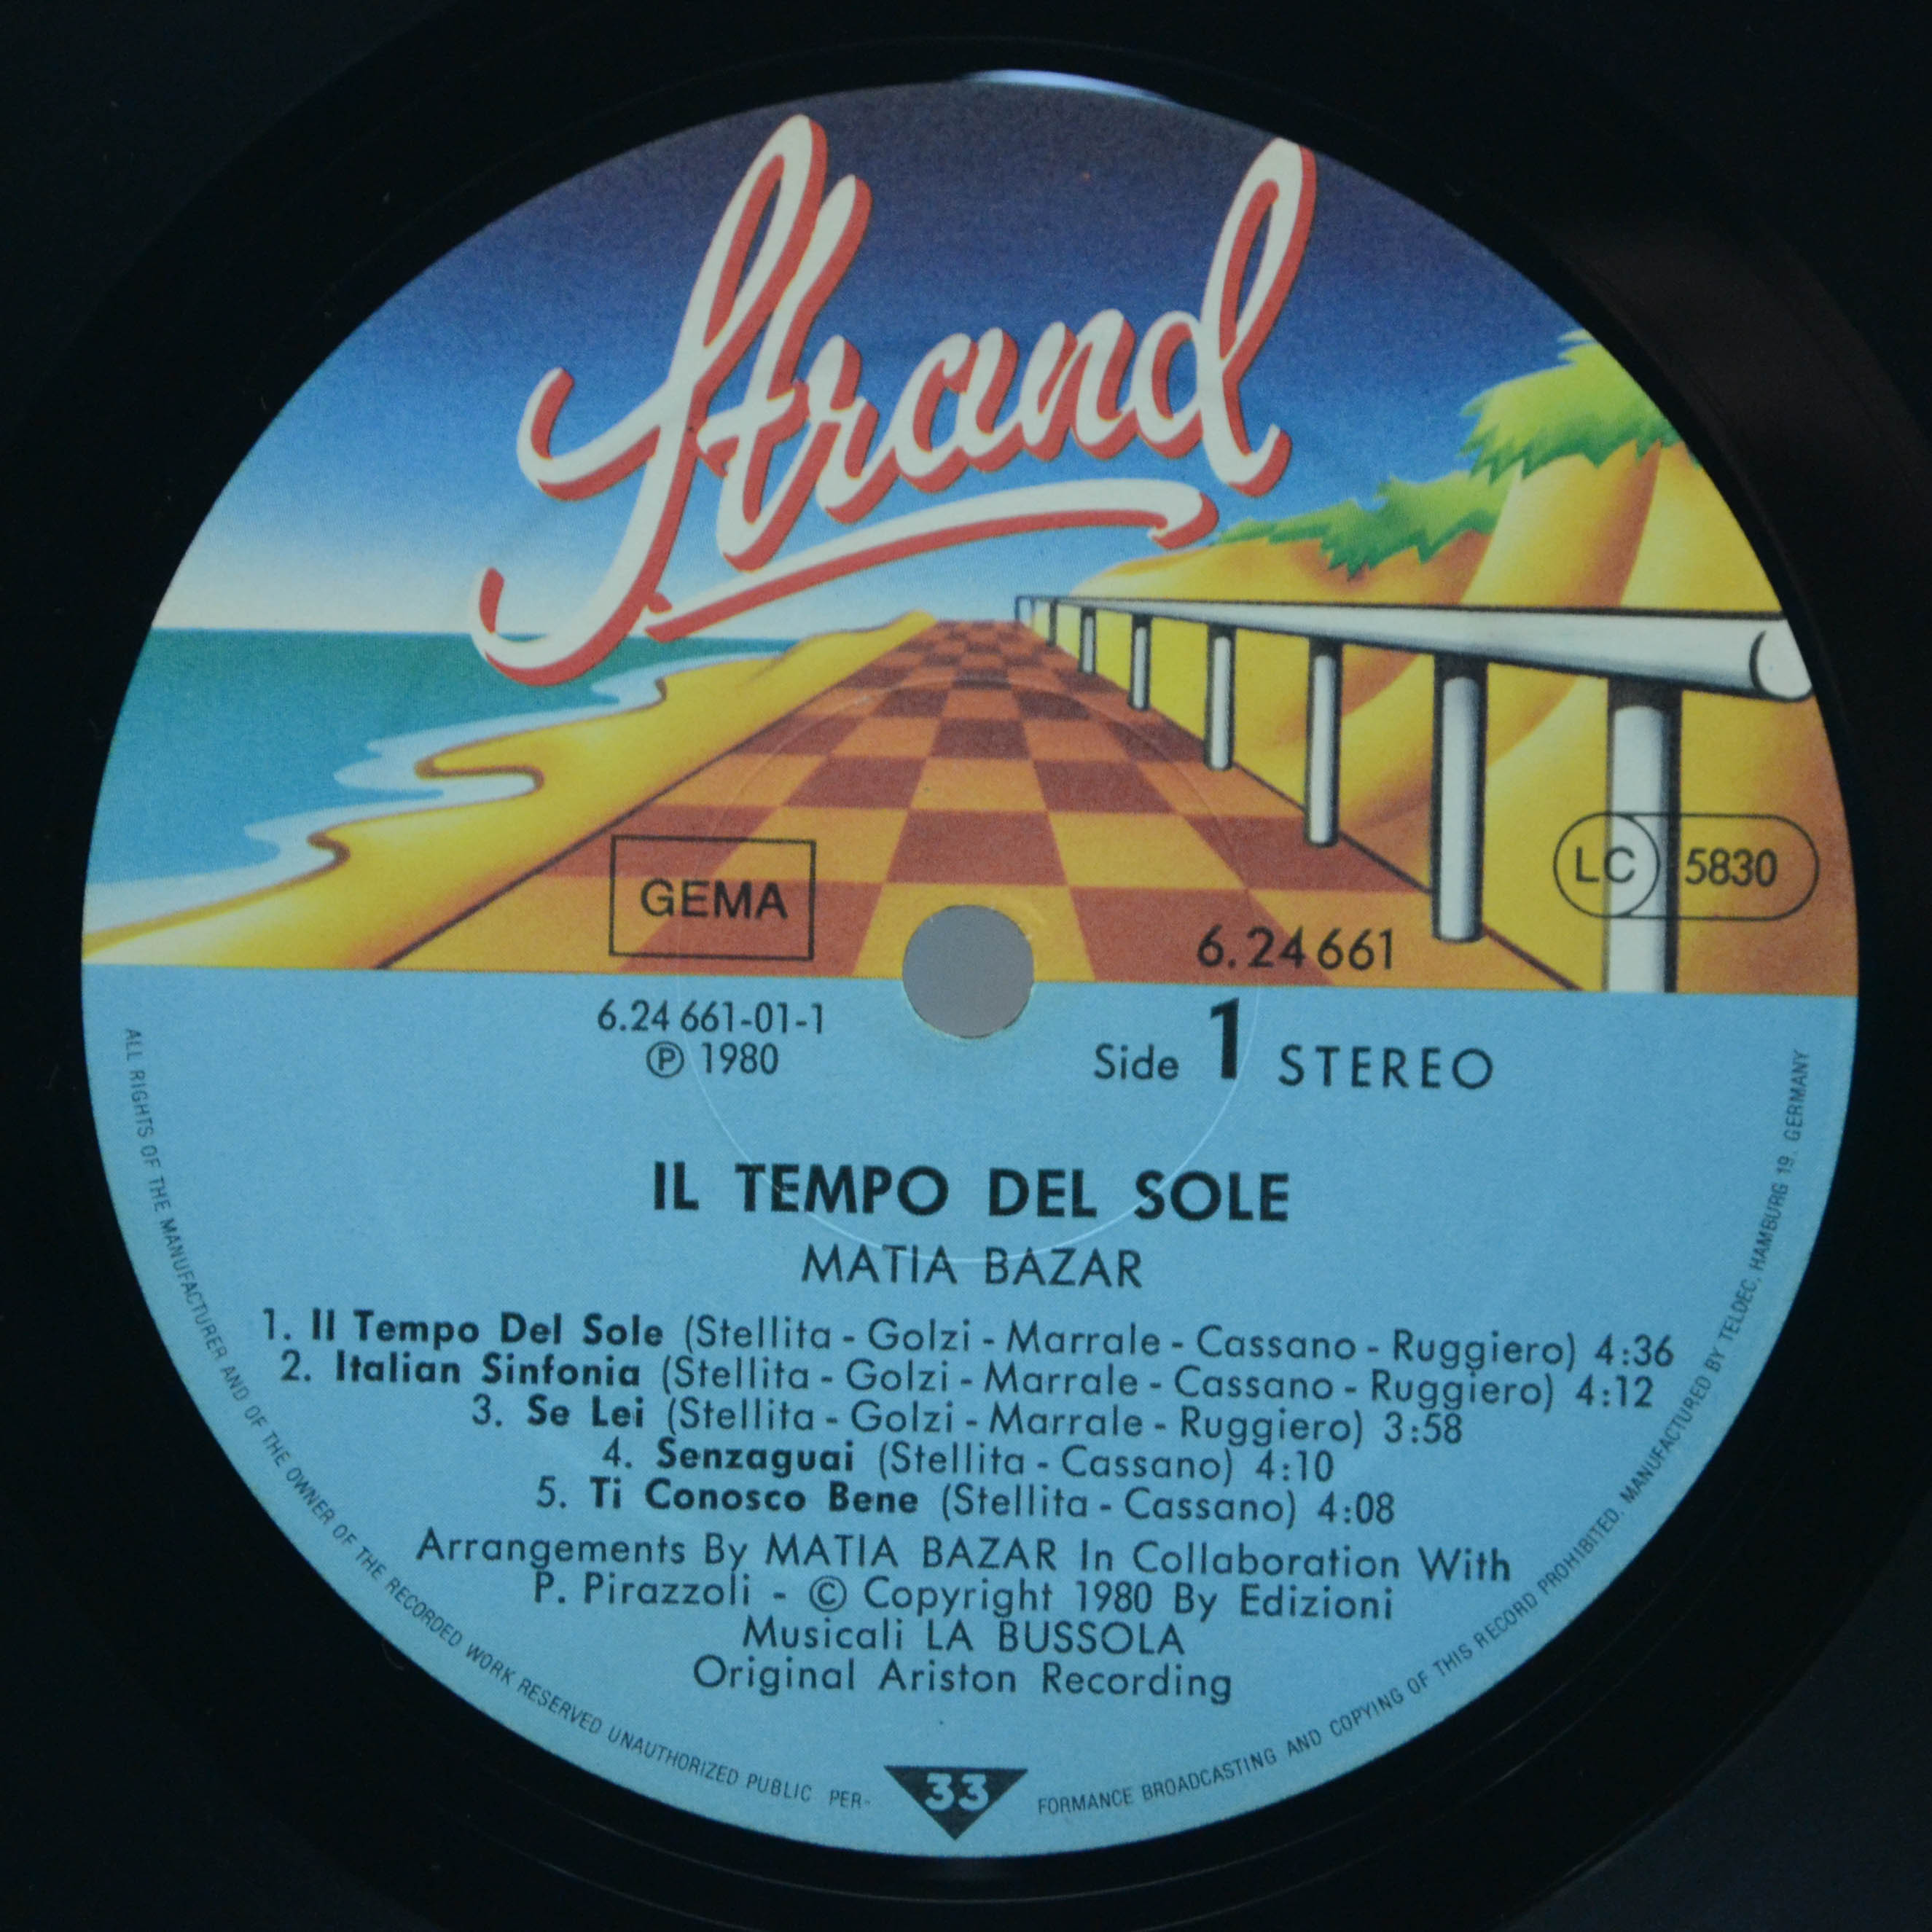 Strand
GEMA
LC 5830
6.24 661
6.24 661-01-1
℗ 1980
Side 1 STEREO
IL TEMPO DEL SOLE
MATIA BAZAR
1. Il Tempo Del Sole (Stellita - Golzi - Marrale - Cassano - Ruggiero) 4:36
2. Italian Sinfonia (Stellita - Golzi - Marrale - Cassano - Ruggiero) 4:12
3. Se Lei (Stellita - Golzi - Marrale - Ruggiero) 3:58
4. Senzaguai (Stellita - Cassano) 4:10
5. Ti Conosco Bene (Stellita - Cassano) 4:08
Arrangements By MATIA BAZAR In Collaboration With
P. Pirazzoli - © Copyright 1980 By Edizioni
Musicali LA BUSSOLA
Original Ariston Recording
ALL RIGHTS OF THE MANUFACTURER AND OF THE OWNER OF THE RECORDED WORK RESERVED UNAUTHORIZED PUBLIC PER-
33
FORMANCE BROADCASTING AND COPYING OF THIS RECORD PROHIBITED. MANUFACTURED BY TELDEC, HAMBURG 19. GERMANY